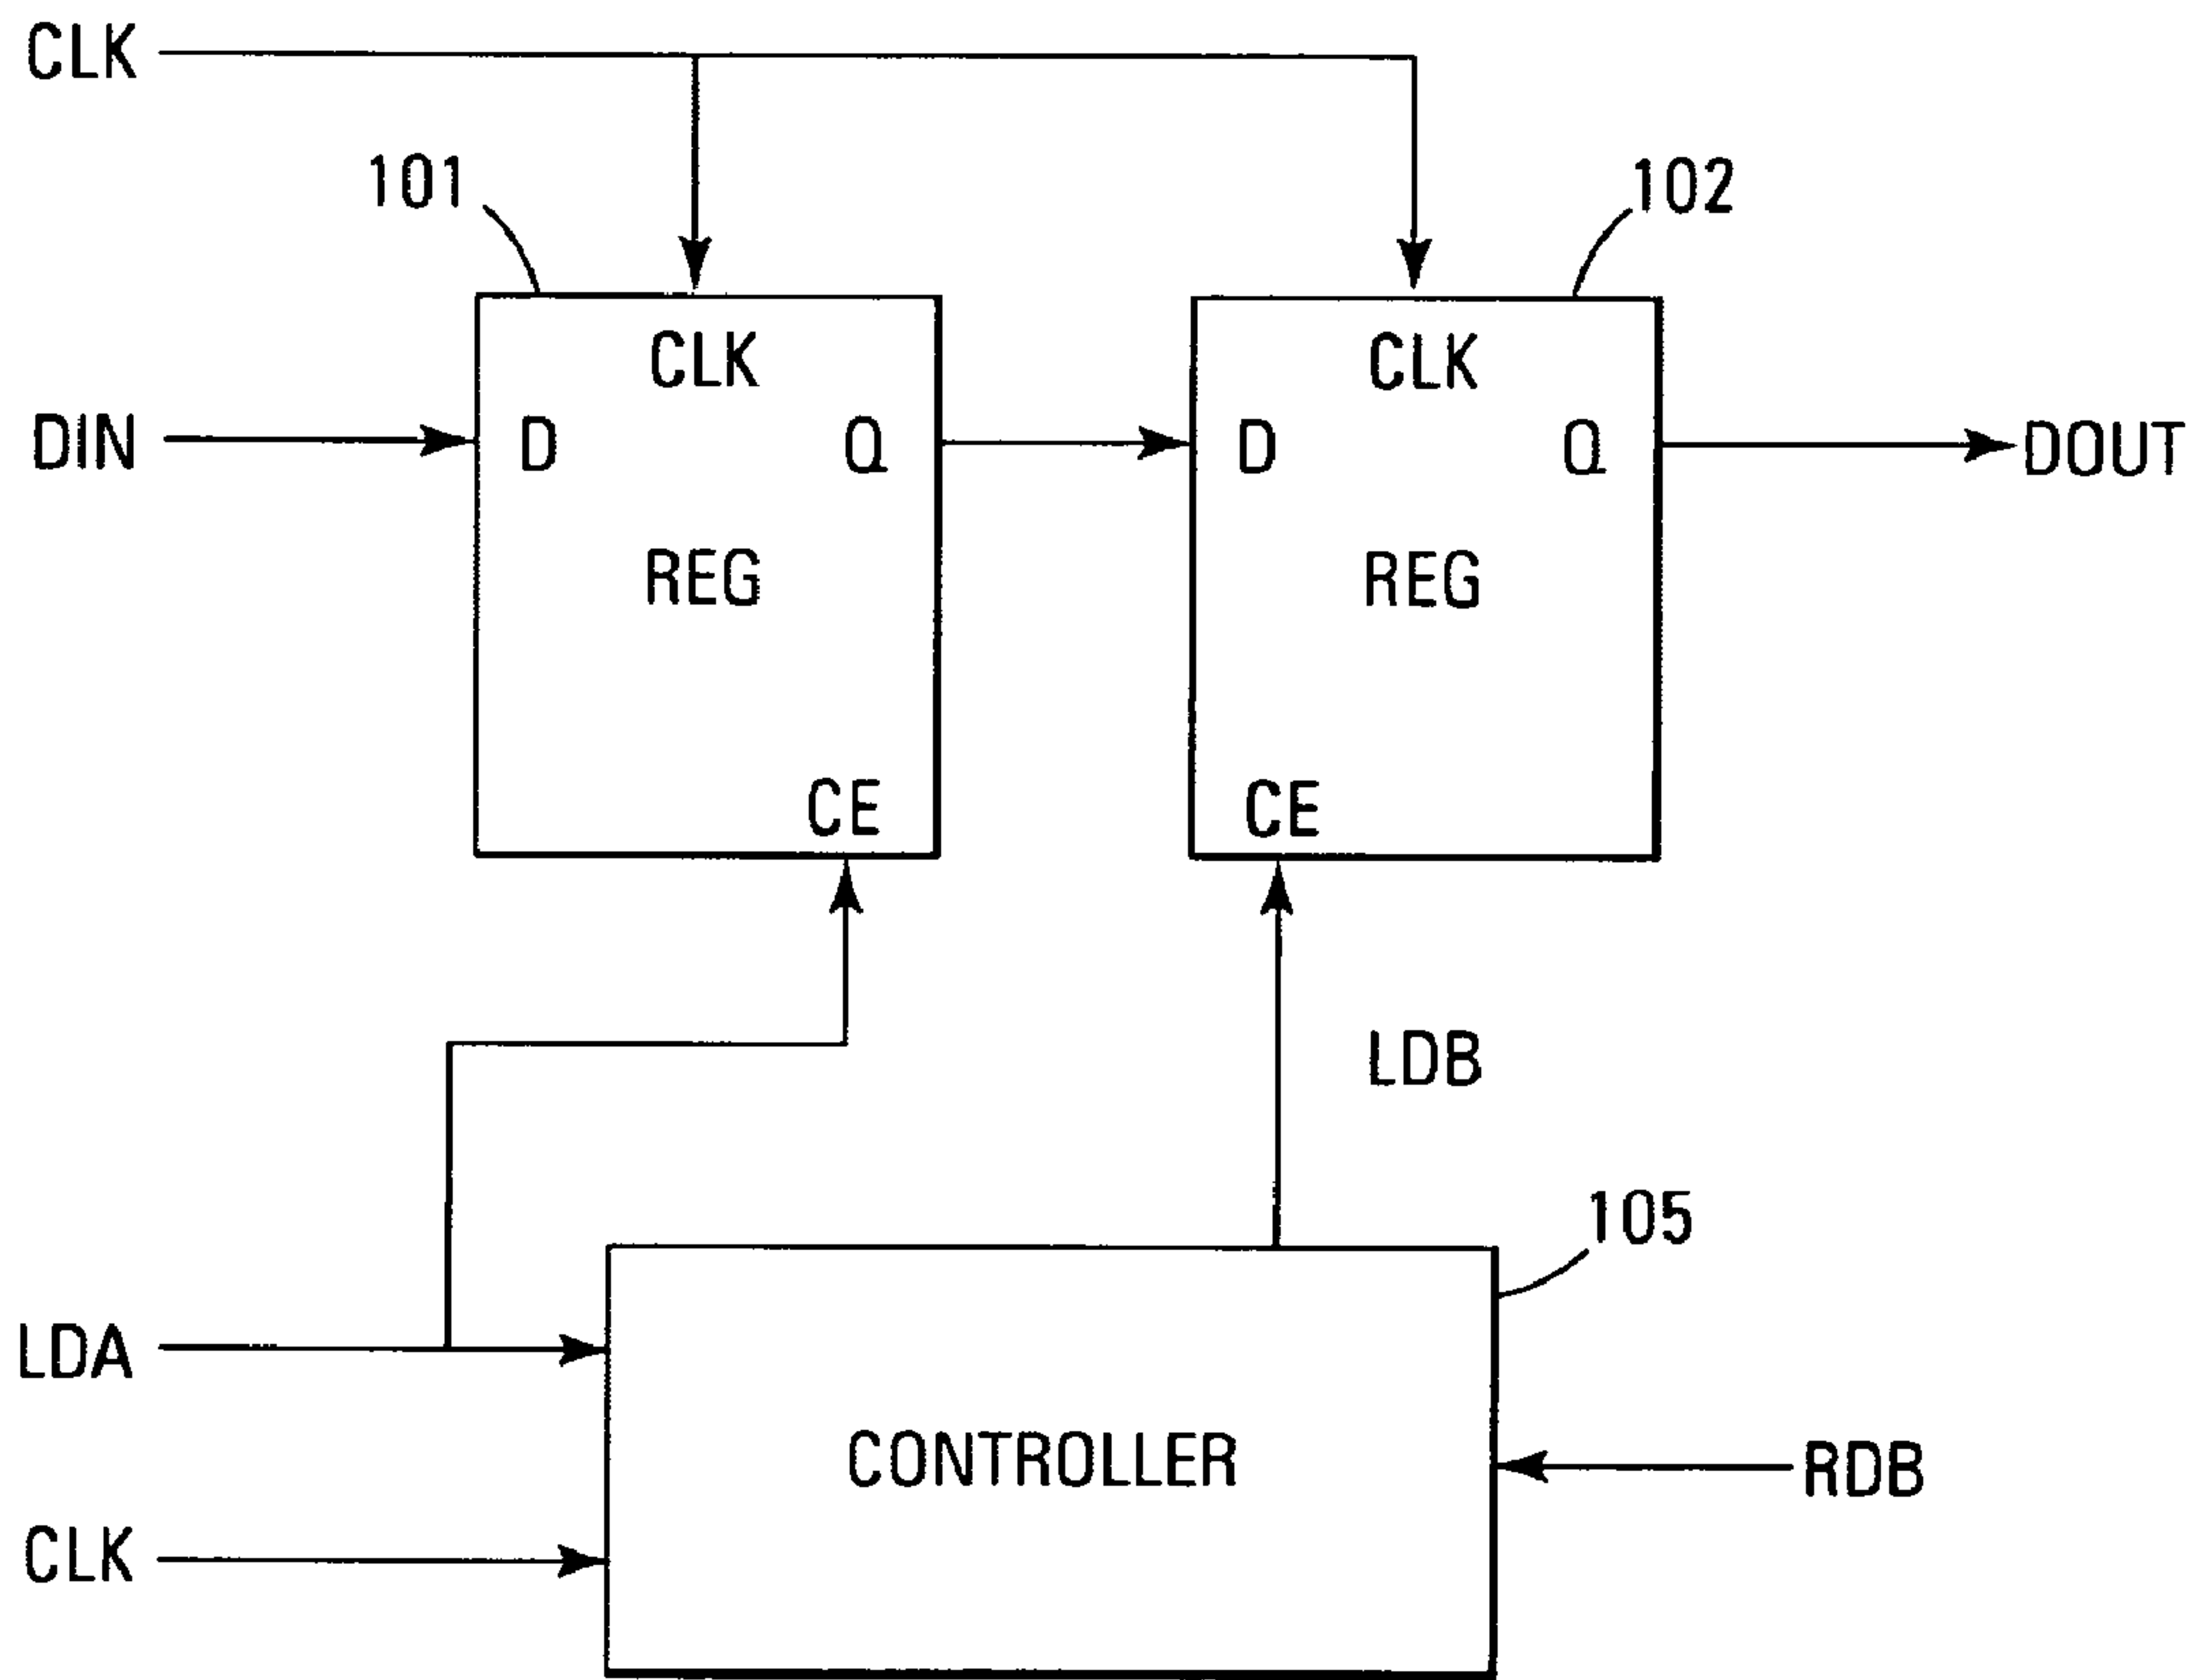 CLK
101
102
CLK
CLK
DIN
D
Q
D
Q
DOUT
REG
REG
CE
CE
LDB
105
LDA
CONTROLLER
RDB
CLK